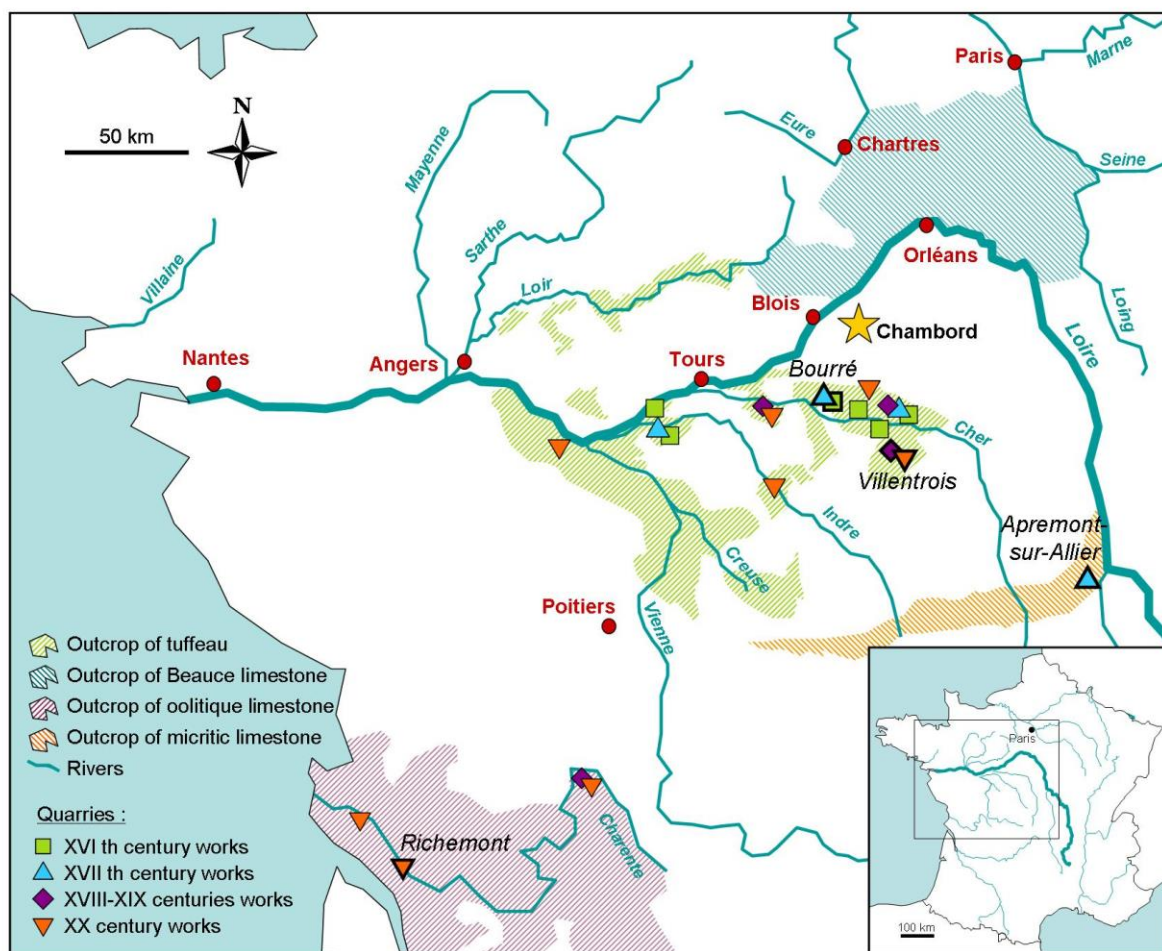 Paris
Marne
N
50 km
Eure
Chartres
Mayenne
Seine
Sarthe
Orléans
Villaine
Loir
Loing
Blois
Chambord
Loire
Nantes
Angers
Tours
Bourré
Cher
Villentrois
Apremont-
sur-Allier
Indre
Creuse
Poitiers
Vienne
Outcrop of tuffeau
Outcrop of Beauce limestone
Outcrop of oolitique limestone
Outcrop of micritic limestone
Rivers
Quarries :
XVI th century works
XVII th century works
XVIII-XIX centuries works
XX century works
Richemont
Charente
Paris
100 km